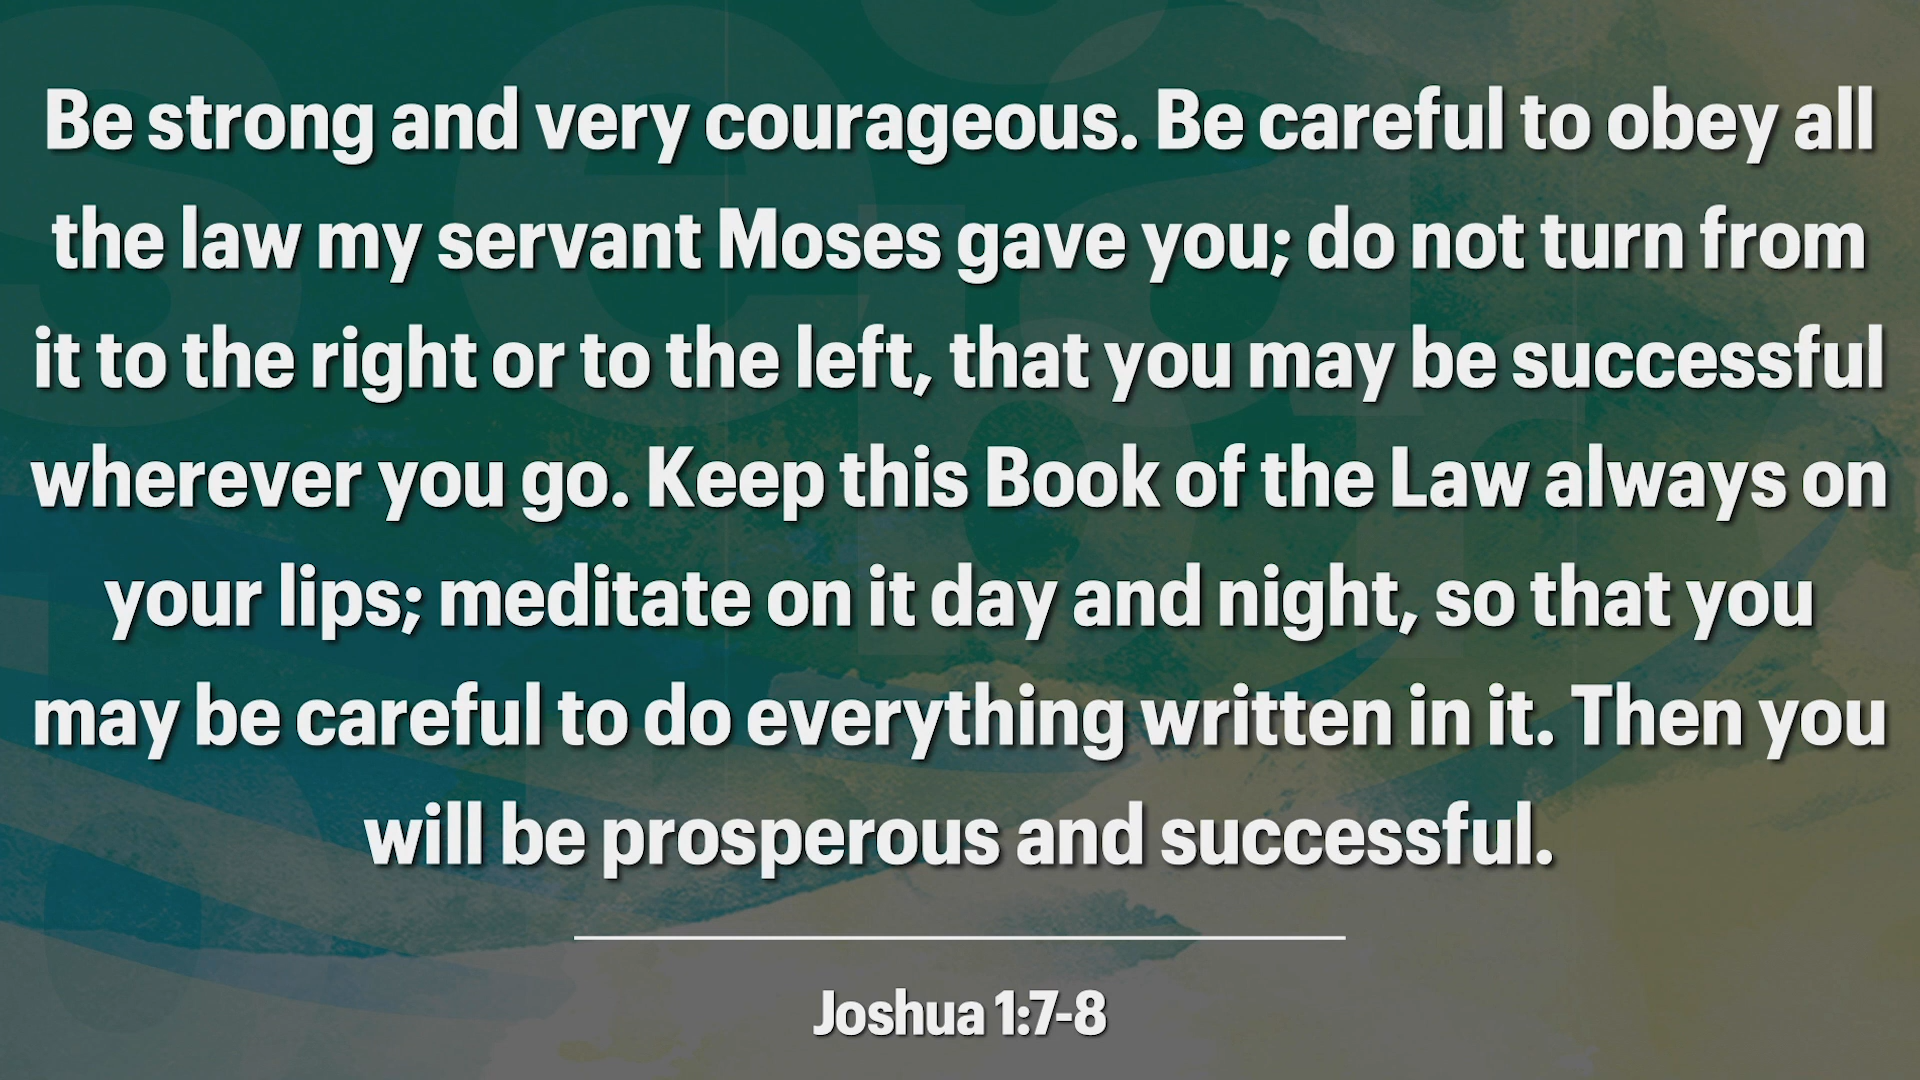 Be strong and very courageous. Be careful to obey all
the law my servant Moses gave you; do not turn from
it to the right or to the left, that you may be successful
wherever you go. Keep this Book of the Law always on
your lips; meditate on it day and night, so that you
may be careful to do everything written in it. Then you
will be prosperous and successful.
Joshua 1:7-8